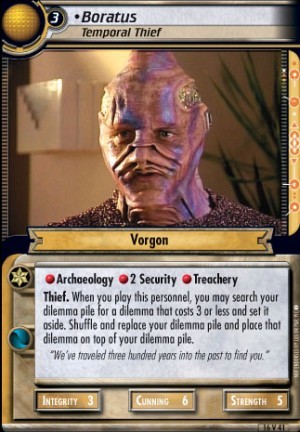 3
•Boratus
Temporal Thief
Vorgon
•Archaeology •2 Security •Treachery
Thief. When you play this personnel, you may search your
dilemma pile for a dilemma that costs 3 or less and set it
aside. Shuffle and replace your dilemma pile and place that
dilemma on top of your dilemma pile.
"We've traveled three hundred years into the past to find you."
INTEGRITY 3 CUNNING 6 STRENGTH 5
16 V 41